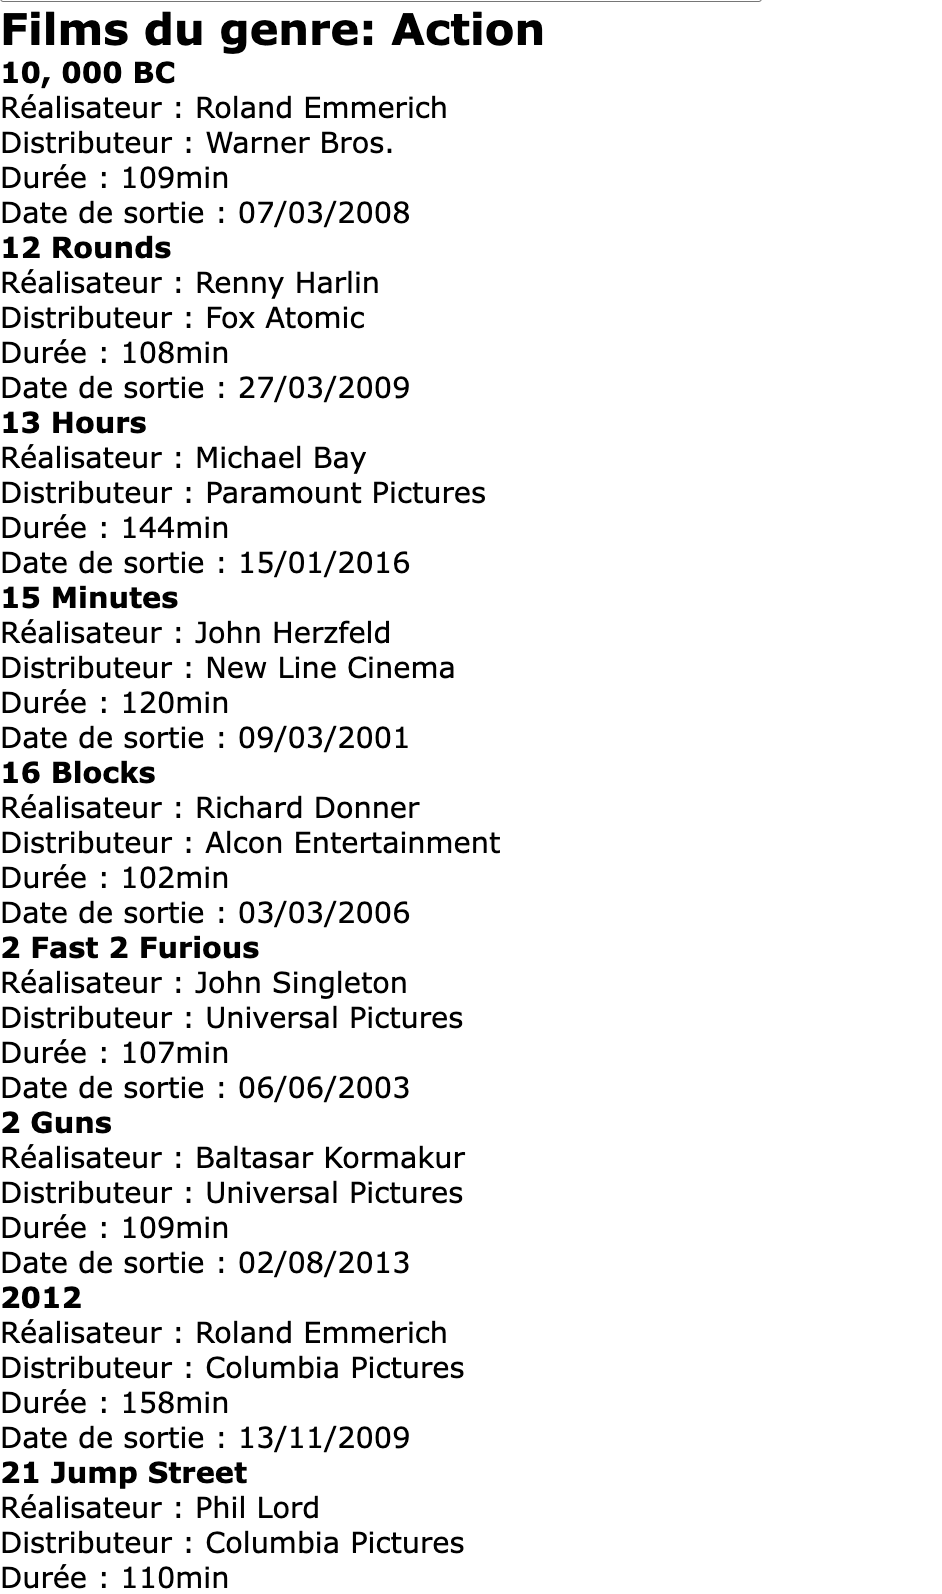 Films du genre: Action
10, 000 BC
Réalisateur : Roland Emmerich
Distributeur : Warner Bros.
Durée : 109min
Date de sortie : 07/03/2008
12 Rounds
Réalisateur : Renny Harlin
Distributeur : Fox Atomic
Durée : 108min
Date de sortie : 27/03/2009
13 Hours
Réalisateur : Michael Bay
Distributeur : Paramount Pictures
Durée : 144min
Date de sortie : 15/01/2016
15 Minutes
Réalisateur : John Herzfeld
Distributeur : New Line Cinema
Durée : 120min
Date de sortie : 09/03/2001
16 Blocks
Réalisateur : Richard Donner
Distributeur : Alcon Entertainment
Durée : 102min
Date de sortie : 03/03/2006
2 Fast 2 Furious
Réalisateur : John Singleton
Distributeur : Universal Pictures
Durée : 107min
Date de sortie : 06/06/2003
2 Guns
Réalisateur : Baltasar Kormakur
Distributeur : Universal Pictures
Durée : 109min
Date de sortie : 02/08/2013
2012
Réalisateur : Roland Emmerich
Distributeur : Columbia Pictures
Durée : 158min
Date de sortie : 13/11/2009
21 Jump Street
Réalisateur : Phil Lord
Distributeur : Columbia Pictures
Durée : 110min